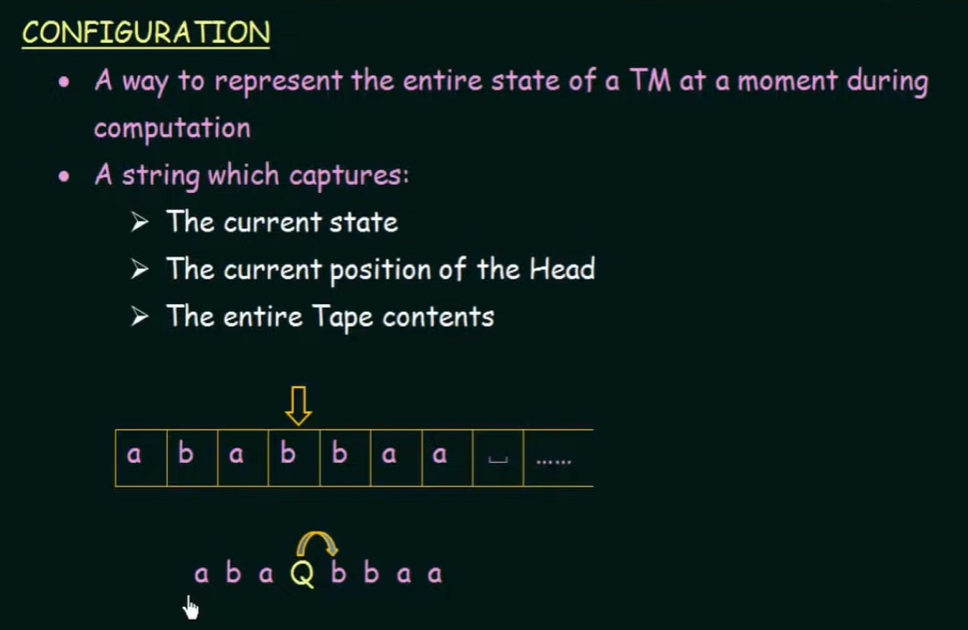 CONFIGURATION
• A way to represent the entire state of a TM at a moment during
computation
• A string which captures:
➢ The current state
➢ The current position of the Head
➢ The entire Tape contents
a b a b b a a ⎵ ......
a b a Q b b a a